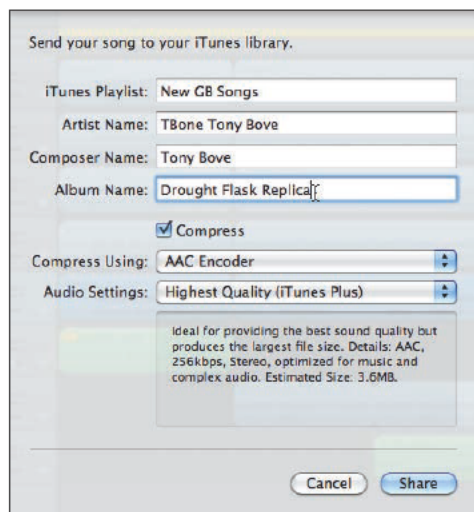 Send your song to your iTunes library.
iTunes Playlist: New GB Songs
Artist Name: TBone Tony Bove
Composer Name: Tony Bove
Album Name: Drought Flask Replica
Compress
Compress Using: AAC Encoder
Audio Settings: Highest Quality (iTunes Plus)
Ideal for providing the best sound quality but
produces the largest file size. Details: AAC,
256kbps, Stereo, optimized for music and
complex audio. Estimated Size: 3.6MB.
Cancel Share